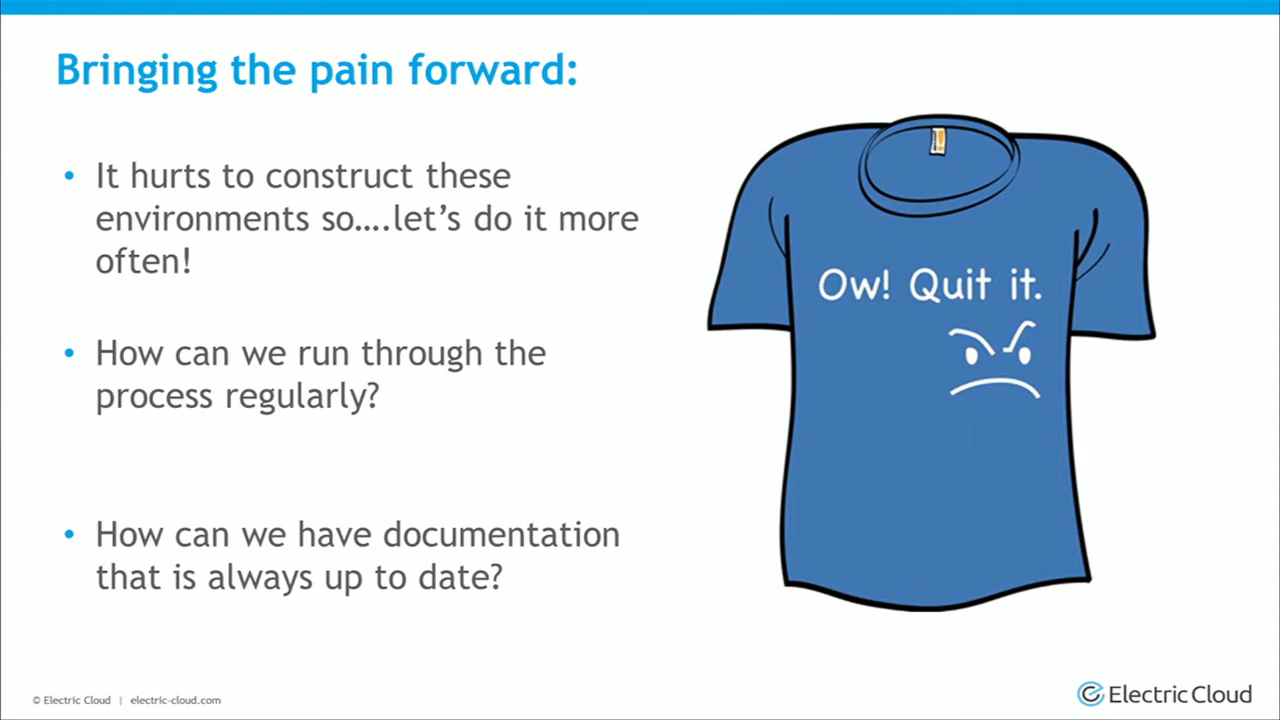 Bringing the pain forward:
• It hurts to construct these
environments so....let's do it more
often!
• How can we run through the
process regularly?
• How can we have documentation
that is always up to date?
Ow! Quit it.
© Electric Cloud | electric-cloud.com
Electric Cloud